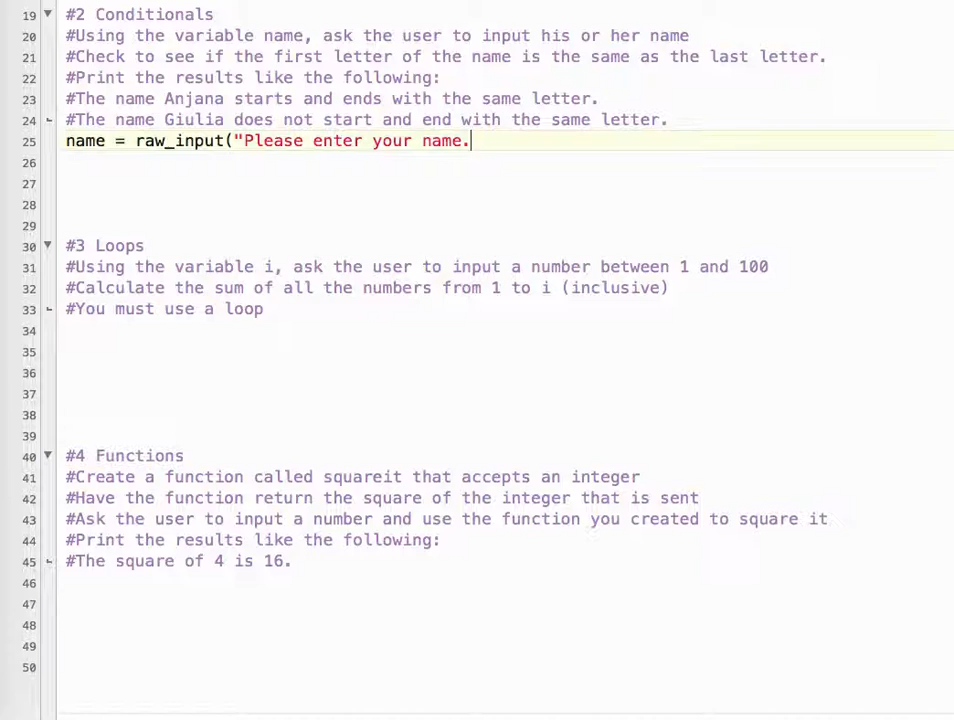 19 #2 Conditionals
20 #Using the variable name, ask the user to input his or her name
21 #Check to see if the first letter of the name is the same as the last letter.
22 #Print the results like the following:
23 #The name Anjana starts and ends with the same letter.
24 #The name Giulia does not start and end with the same letter.
25 name = raw_input("Please enter your name.
26
27
28
29
30 #3 Loops
31 #Using the variable i, ask the user to input a number between 1 and 100
32 #Calculate the sum of all the numbers from 1 to i (inclusive)
33 #You must use a loop
34
35
36
37
38
39
40 #4 Functions
41 #Create a function called squareit that accepts an integer
42 #Have the function return the square of the integer that is sent
43 #Ask the user to input a number and use the function you created to square it
44 #Print the results like the following:
45 #The square of 4 is 16.
46
47
48
49
50